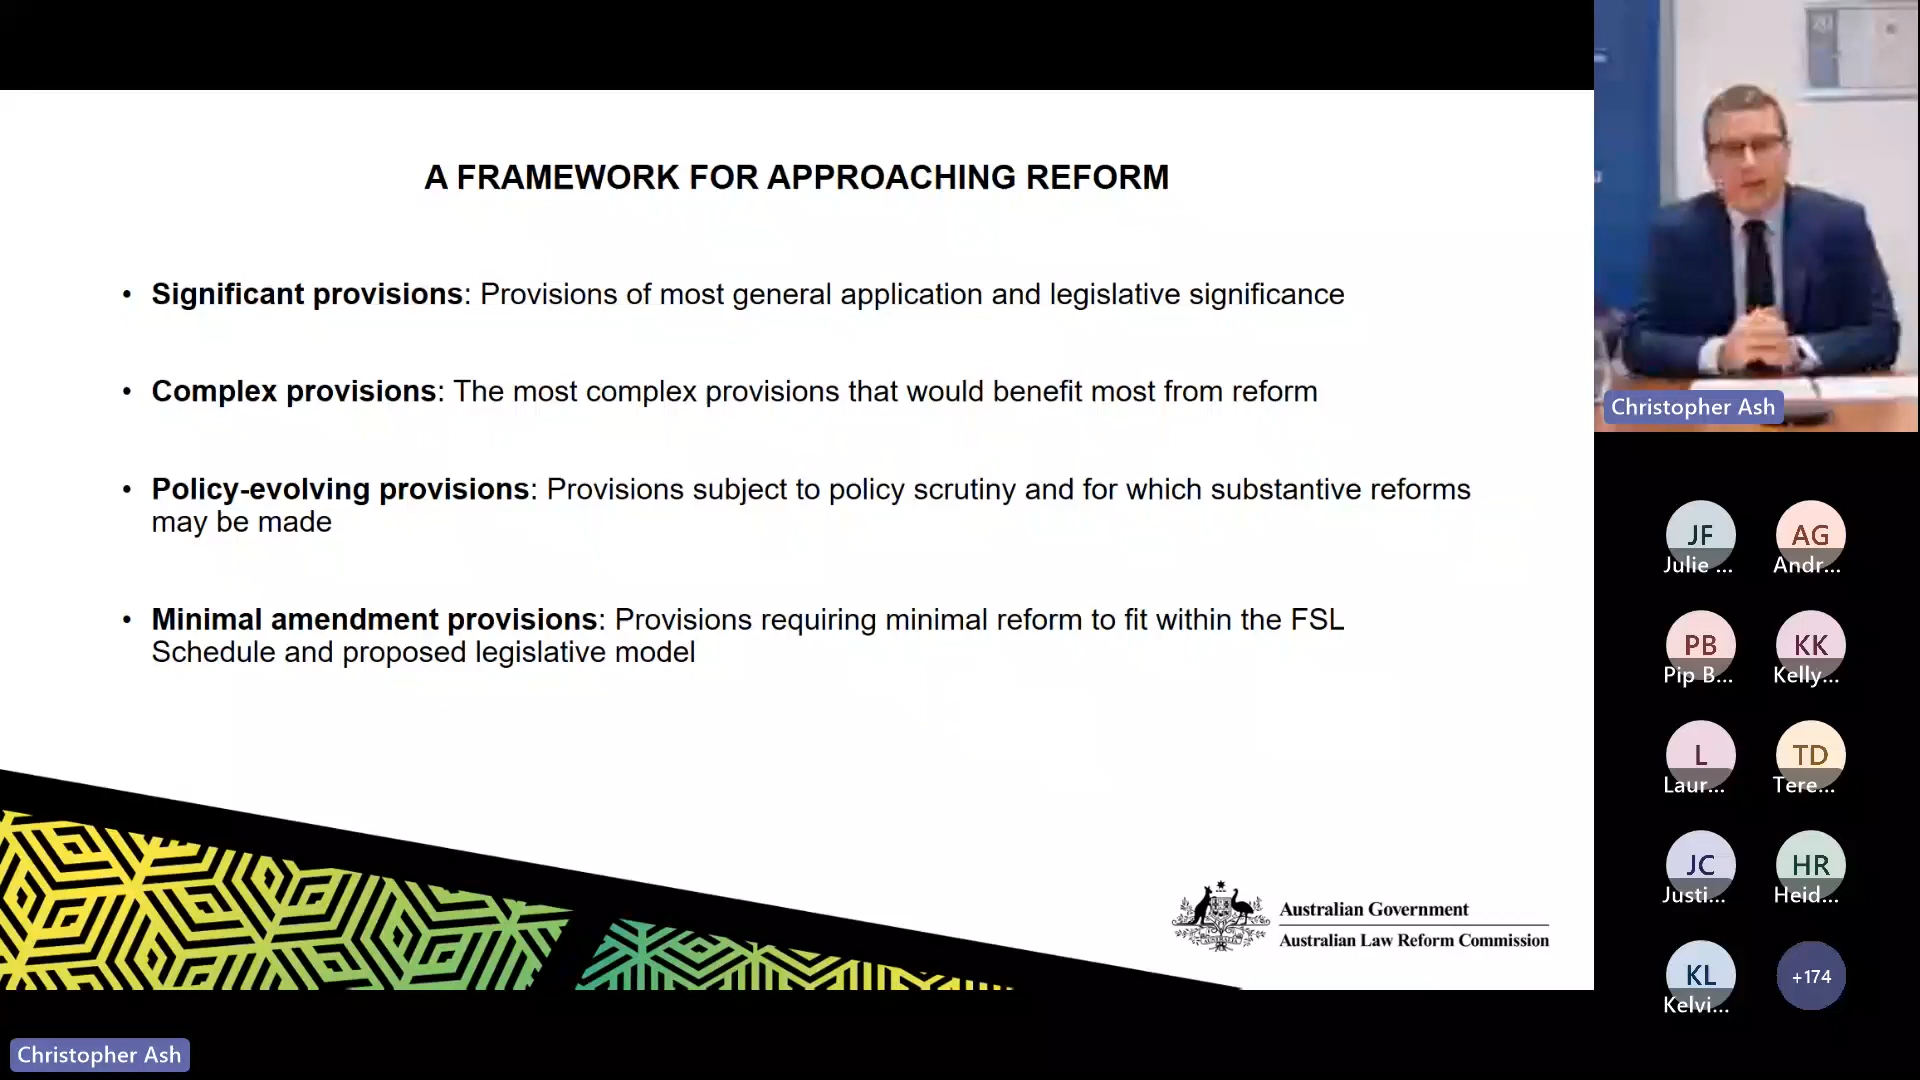 A FRAMEWORK FOR APPROACHING REFORM
• Significant provisions: Provisions of most general application and legislative significance
• Complex provisions: The most complex provisions that would benefit most from reform
• Policy-evolving provisions: Provisions subject to policy scrutiny and for which substantive reforms
may be made
• Minimal amendment provisions: Provisions requiring minimal reform to fit within the FSL
Schedule and proposed legislative model
Australian Government
Australian Law Reform Commission
Christopher Ash
Christopher Ash
JF
Julie ...
AG
Andr...
PB
Pip B...
KK
Kelly...
L
Laur...
TD
Tere...
JC
Justi...
HR
Heid...
KL
Kelvi...
+174